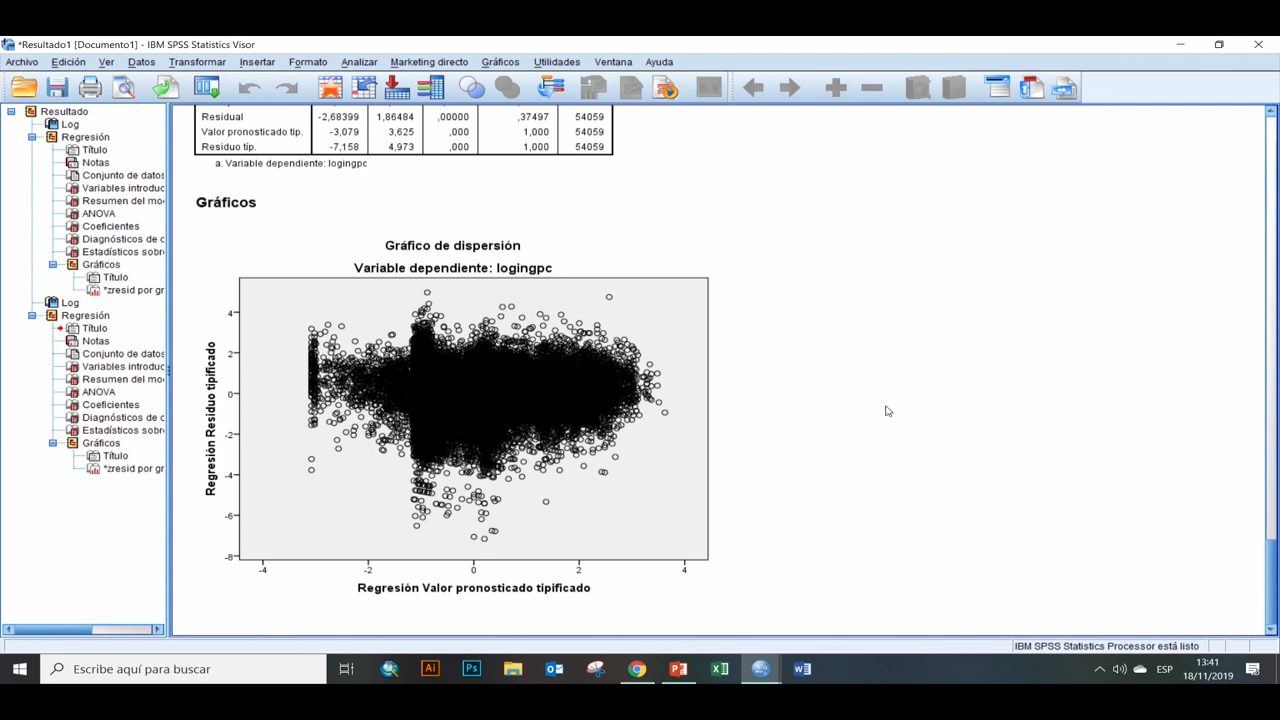 *Resultado1 [Documento1] - IBM SPSS Statistics Visor
Archivo Edición Ver Datos Transformar Insertar Formato Analizar Marketing directo Gráficos Utilidades Ventana Ayuda
Resultado
Log
Regresión
Título
Notas
Conjunto de datos
Variables introduc
Resumen del mo
ANOVA
Coeficientes
Diagnósticos de c
Estadísticos sobr
Gráficos
Título
*zresid por gr
Log
Regresión
Título
Notas
Conjunto de datos
Variables introduc
Resumen del mo
ANOVA
Coeficientes
Diagnósticos de c
Estadísticos sobr
Gráficos
Título
*zresid por gr
Residual -2,68399 1,86484 ,00000 ,37497 54059
Valor pronosticado tip. -3,079 3,625 ,000 1,000 54059
Residuo típ. -7,158 4,973 ,000 1,000 54059
a. Variable dependiente: logingpc
Gráficos
Gráfico de dispersión
Variable dependiente: logingpc
Regresión Residuo tipificado
4
2
0
-2
-4
-6
-8
-4 -2 0 2 4
Regresión Valor pronosticado tipificado
IBM SPSS Statistics Processor está listo
Escribe aquí para buscar
Ai
Ps
ESP
13:41
18/11/2019